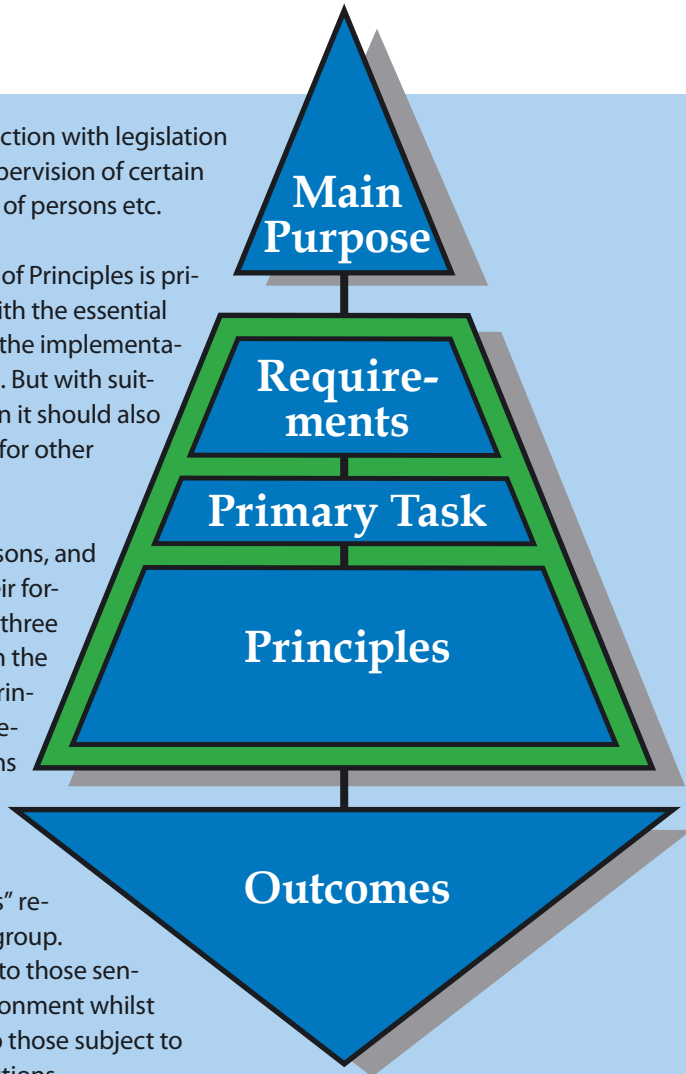 ction with legislation
pervision of certain
of persons etc.
of Principles is pri-
ith the essential
the implementa-
. But with suit-
n it should also
for other
sons, and
eir for-
three
n the
rin-
e-
ns
s” re-
group.
to those sen-
onment whilst
o those subject to
Main
Purpose
Require-
ments
Primary Task
Principles
Outcomes